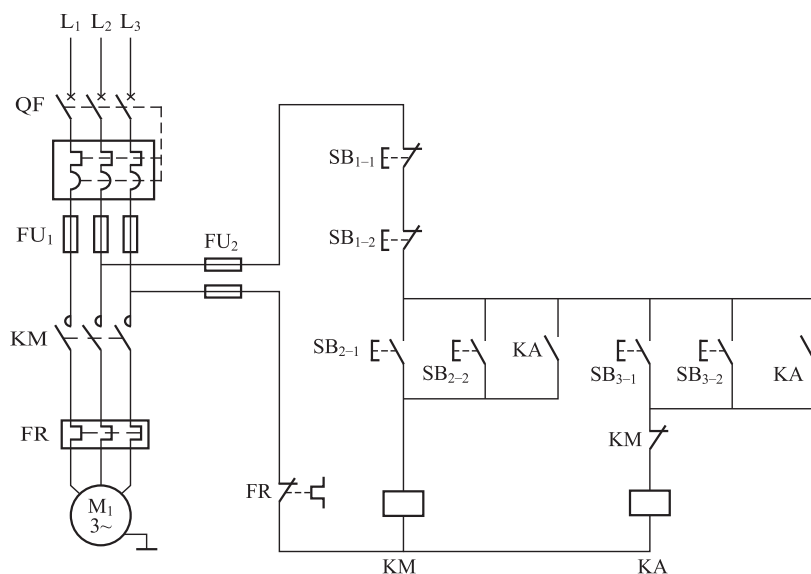 L₁ L₂ L₃
QF
SB₁₋₁
FU₁
FU₂
SB₁₋₂
KM
SB₂₋₁
SB₂₋₂
KA
SB₃₋₁
SB₃₋₂
KA
FR
KM
FR
M₁
3~
KM
KA